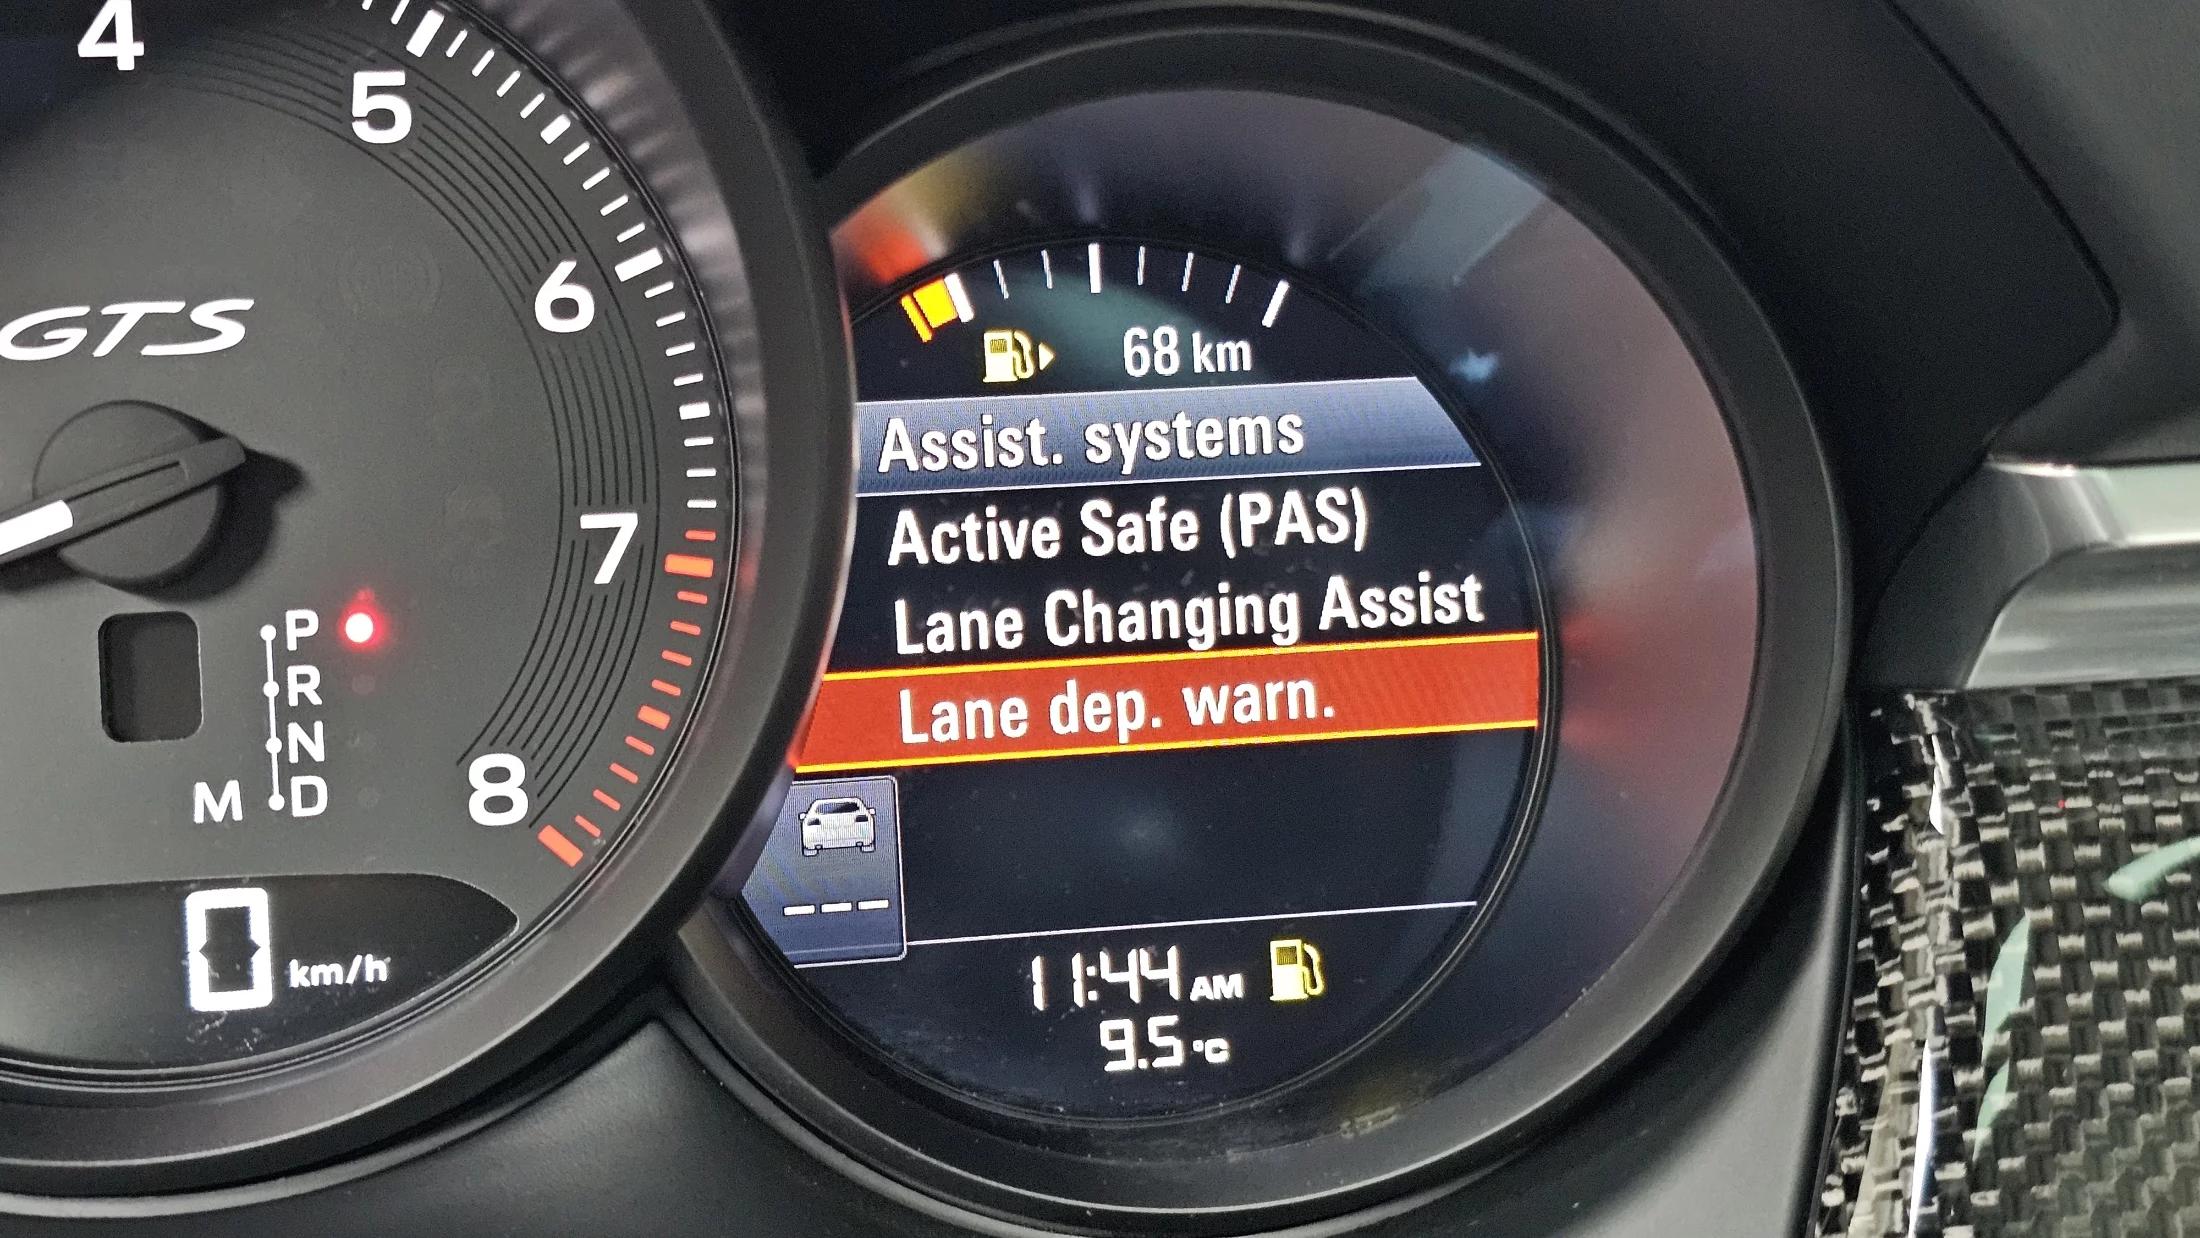 4
5
6
7
8
GTS
P
R
N
M D
0 km/h
68 km
Assist. systems
Active Safe (PAS)
Lane Changing Assist
Lane dep. warn.
11:44 AM
9.5 °C